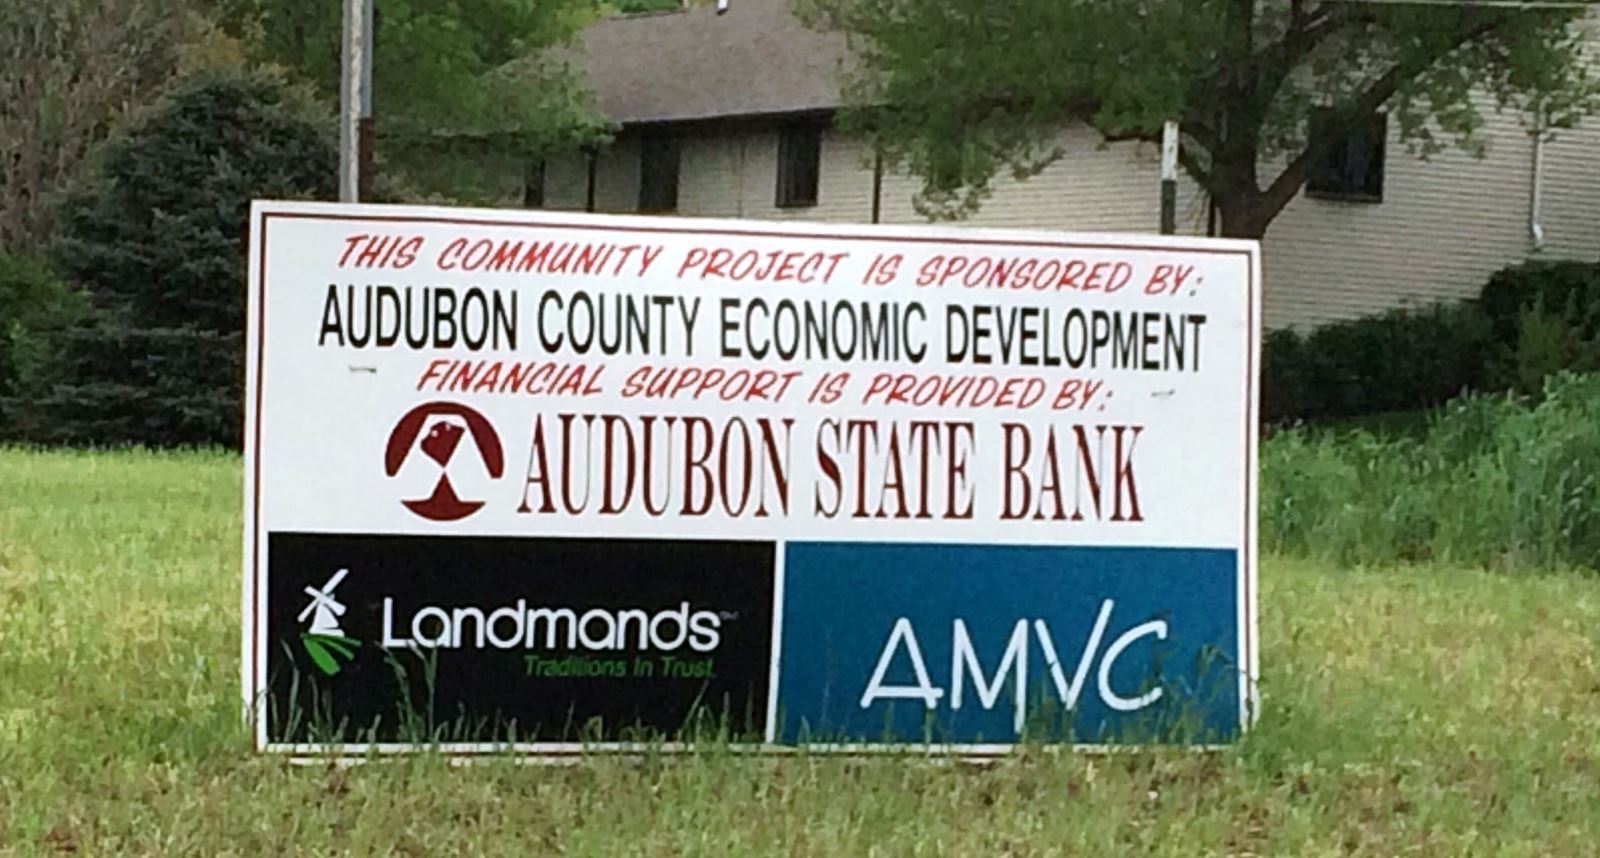 THIS COMMUNITY PROJECT IS SPONSORED BY:
AUDUBON COUNTY ECONOMIC DEVELOPMENT
FINANCIAL SUPPORT IS PROVIDED BY:
AUDUBON STATE BANK
Landmands
Traditions In Trust
AMVC